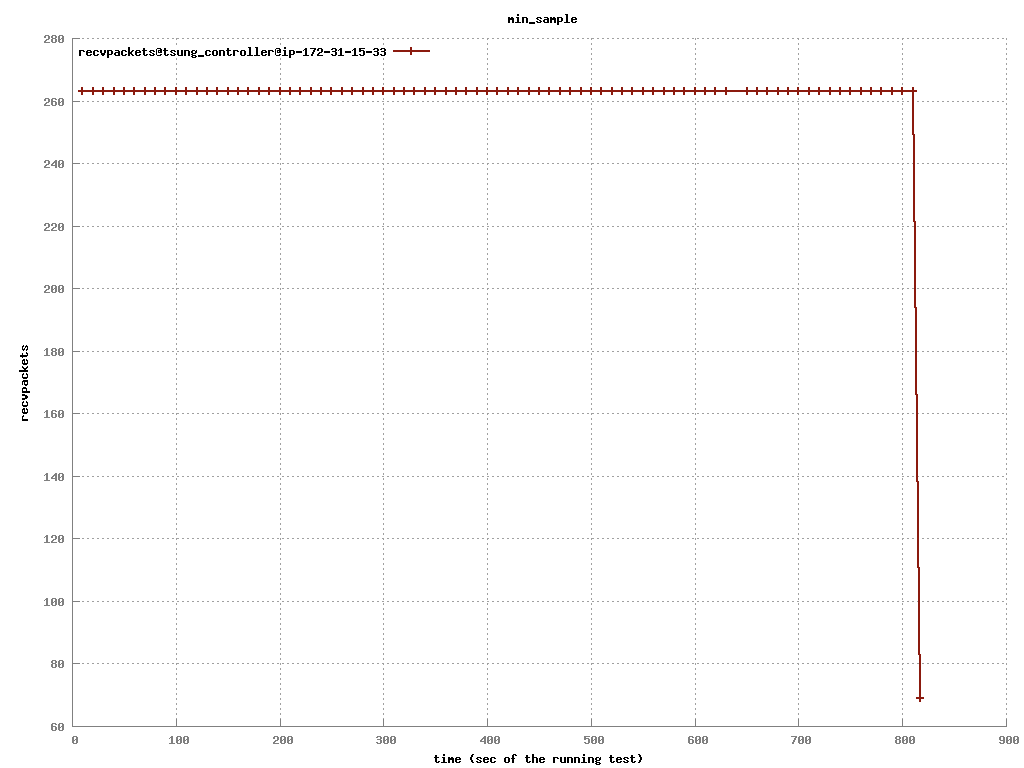 min_sample
recvpackets@tsung_controller@ip-172-31-15-33
280
260
240
220
200
180
160
140
120
100
80
60
recvpackets
0 100 200 300 400 500 600 700 800 900
time (sec of the running test)